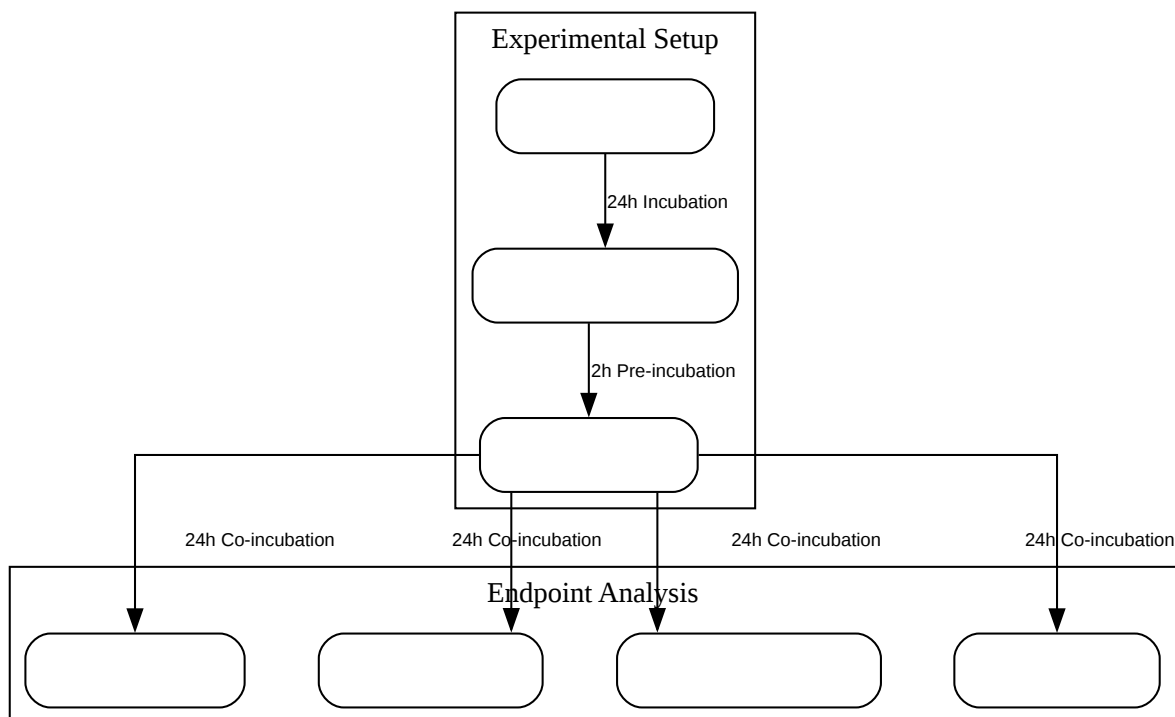 Experimental Setup
24h Incubation
2h Pre-incubation
24h Co-incubation
24h Co-incubation
24h Co-incubation
24h Co-incubation
Endpoint Analysis